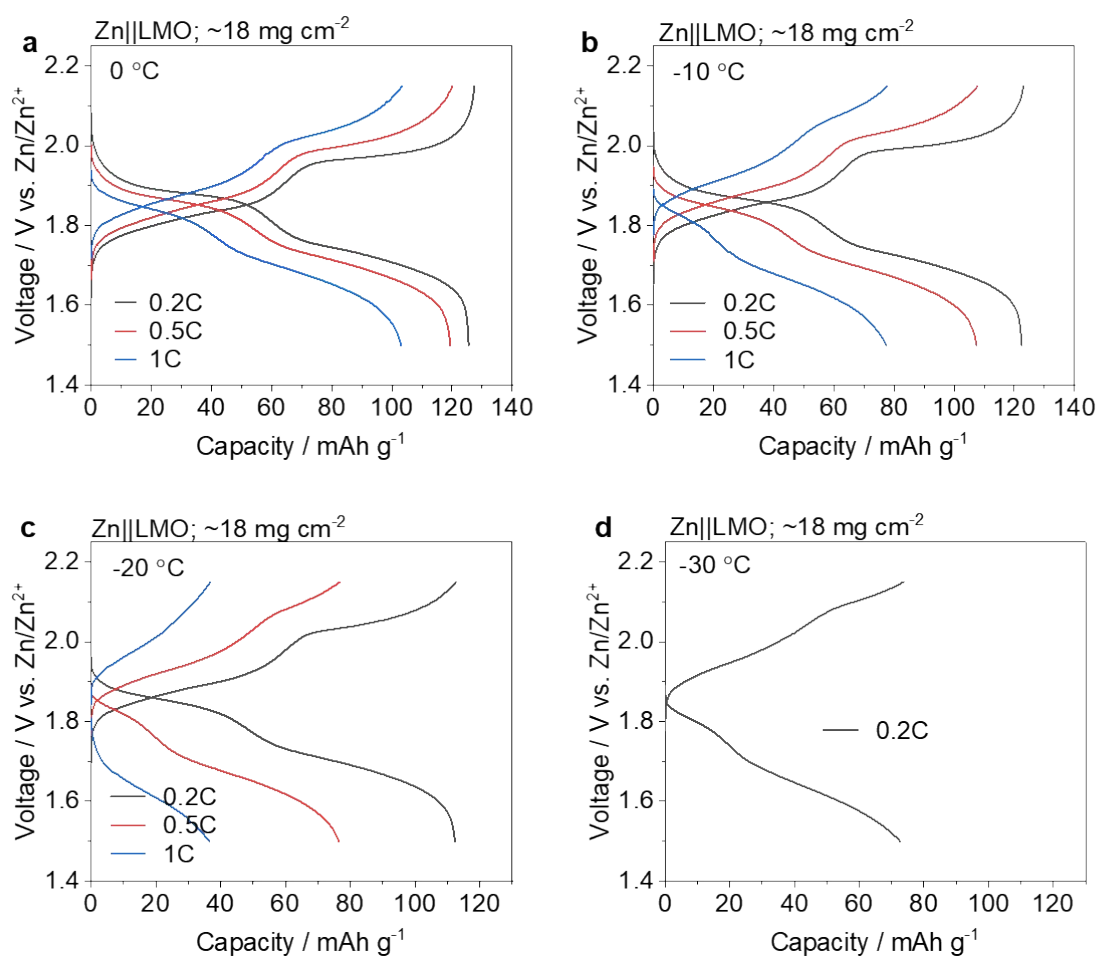 a Zn||LMO; ~18 mg cm-2
0 °C
Voltage / V vs. Zn/Zn2+
2.2
2.0
1.8
1.6
1.4
0.2C
0.5C
1C
0 20 40 60 80 100 120 140
Capacity / mAh g-1
b Zn||LMO; ~18 mg cm-2
-10 °C
Voltage / V vs. Zn/Zn2+
2.2
2.0
1.8
1.6
1.4
0.2C
0.5C
1C
0 20 40 60 80 100 120 140
Capacity / mAh g-1
c Zn||LMO; ~18 mg cm-2
-20 °C
Voltage / V vs. Zn/Zn2+
2.2
2.0
1.8
1.6
1.4
0.2C
0.5C
1C
0 20 40 60 80 100 120
Capacity / mAh g-1
d Zn||LMO; ~18 mg cm-2
-30 °C
Voltage / V vs. Zn/Zn2+
2.2
2.0
1.8
1.6
1.4
0.2C
0 20 40 60 80 100 120
Capacity / mAh g-1